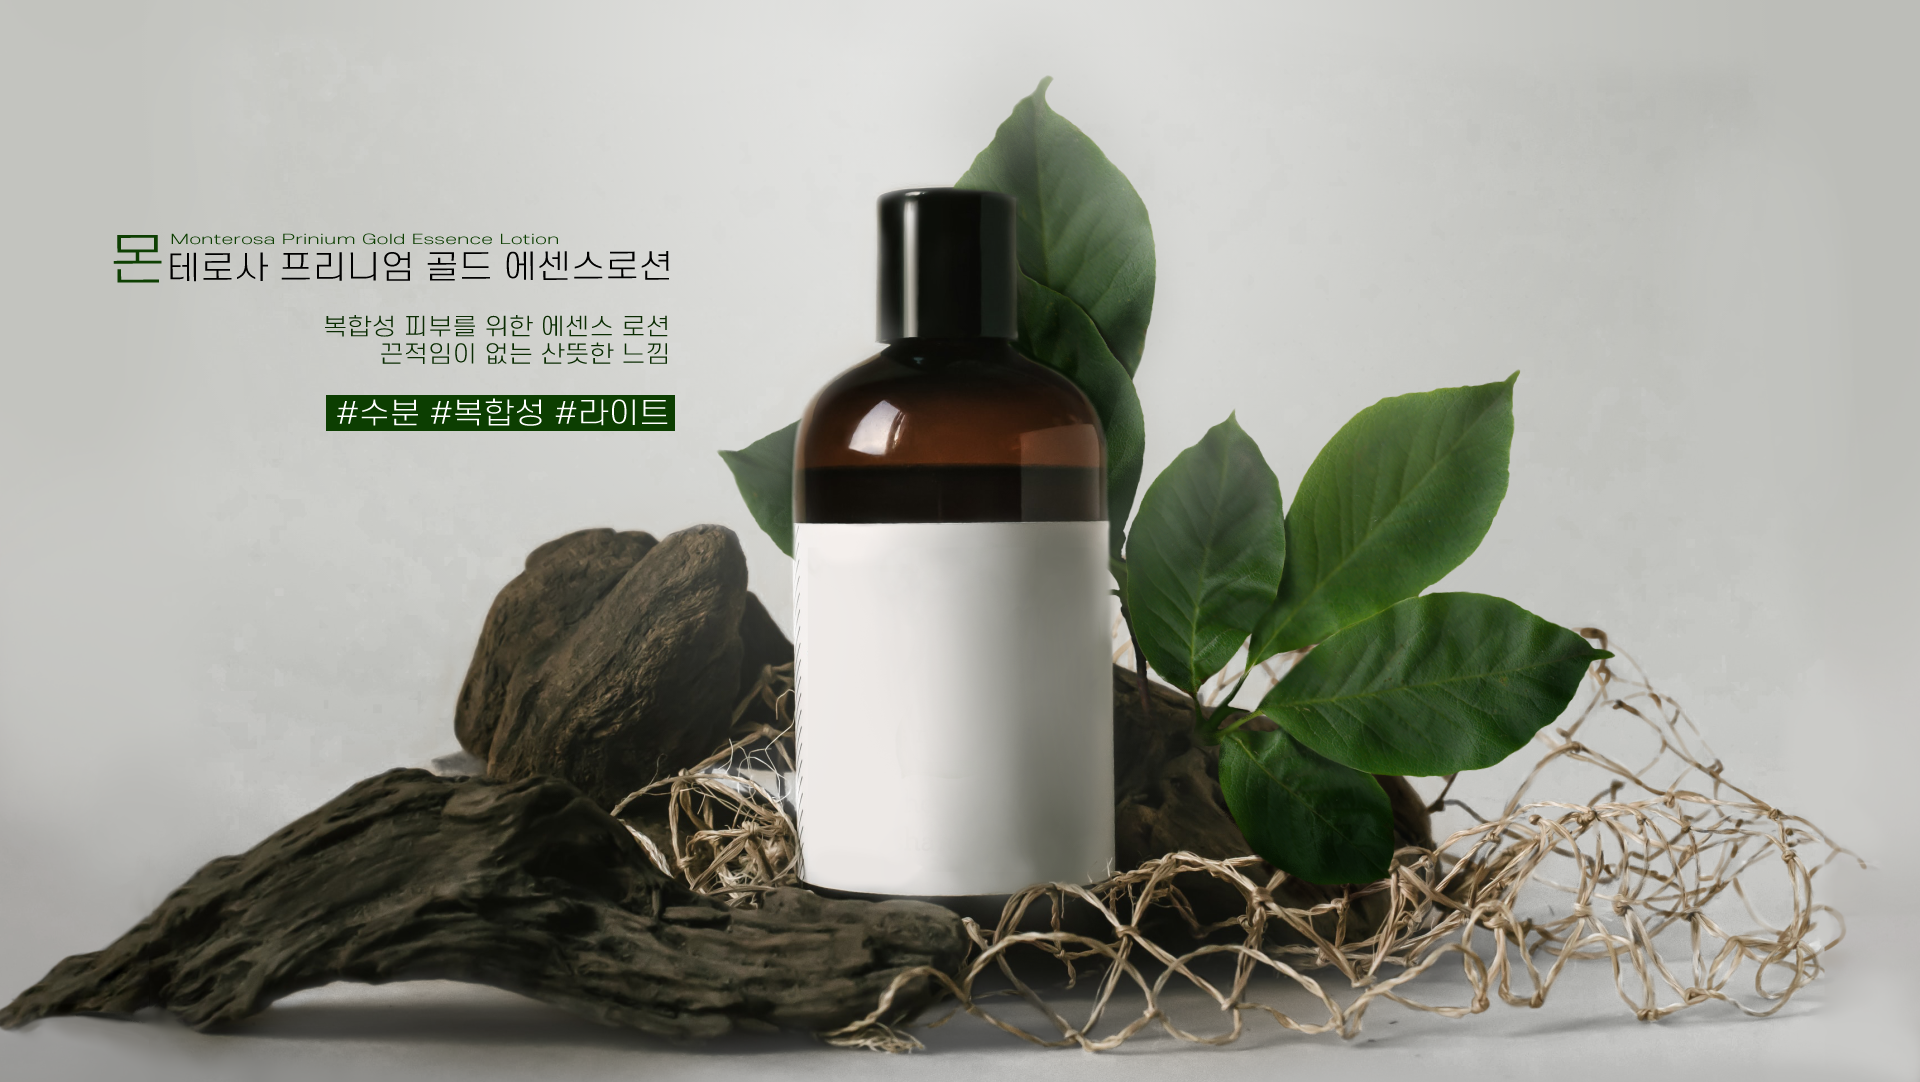 Monterosa Prinium Gold Essence Lotion
몬테로사 프리니엄 골드 에센스로션
복합성 피부를 위한 에센스 로션
끈적임이 없는 산뜻한 느낌
#수분 #복합성 #라이트